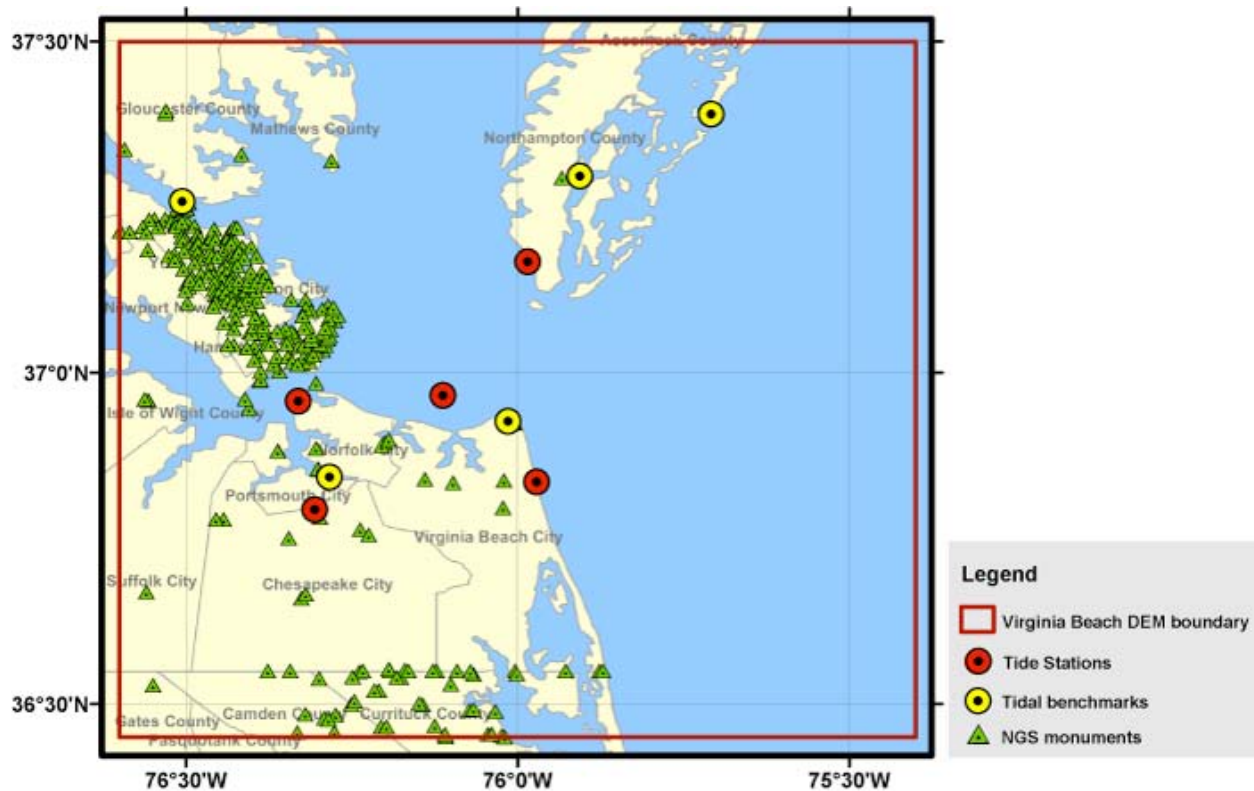 37°30'N
Accomack County
Gloucester County
Mathews County
Northampton County
37°0'N
Isle of Wight County
Norfolk City
Portsmouth City
Virginia Beach City
Suffolk City
Chesapeake City
36°30'N
Gates County
Camden County
Currituck County
Pasquotank County
76°30'W
76°0'W
75°30'W
Legend
Virginia Beach DEM boundary
Tide Stations
Tidal benchmarks
NGS monuments